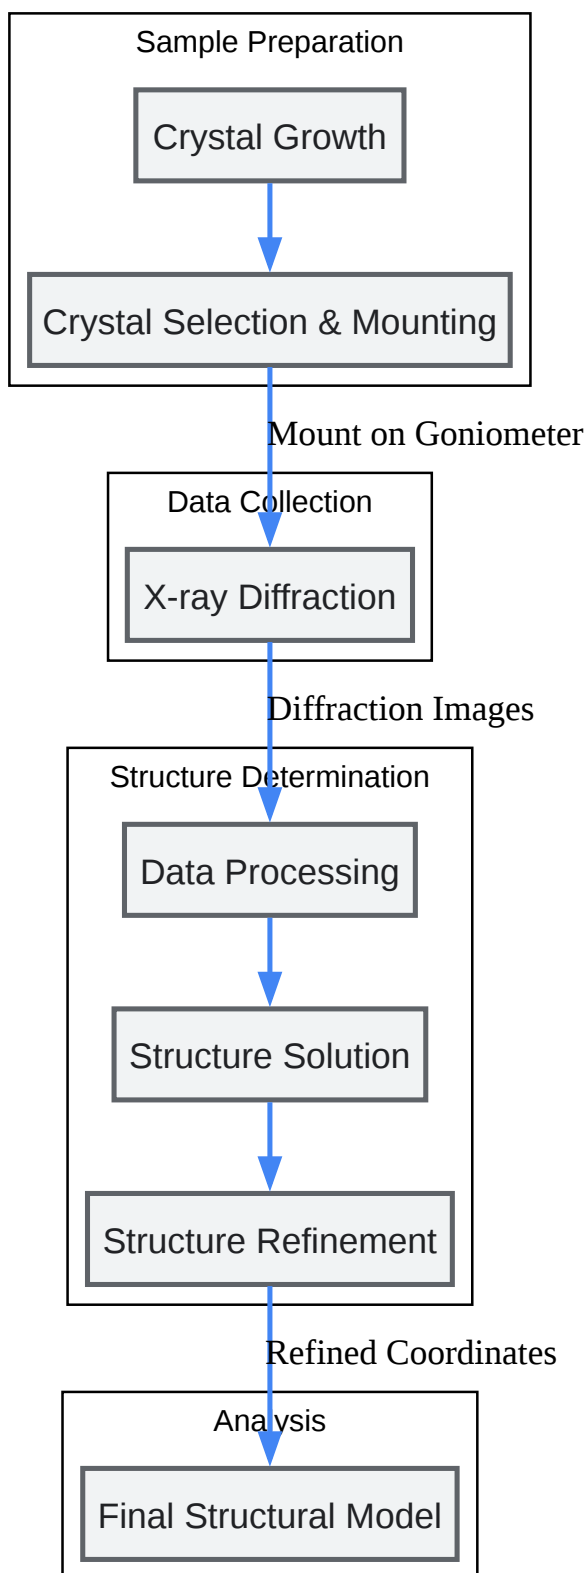 Sample Preparation
Crystal Growth
Crystal Selection & Mounting
Mount on Goniometer
Data Collection
X-ray Diffraction
Diffraction Images
Structure Determination
Data Processing
Structure Solution
Structure Refinement
Refined Coordinates
Analysis
Final Structural Model